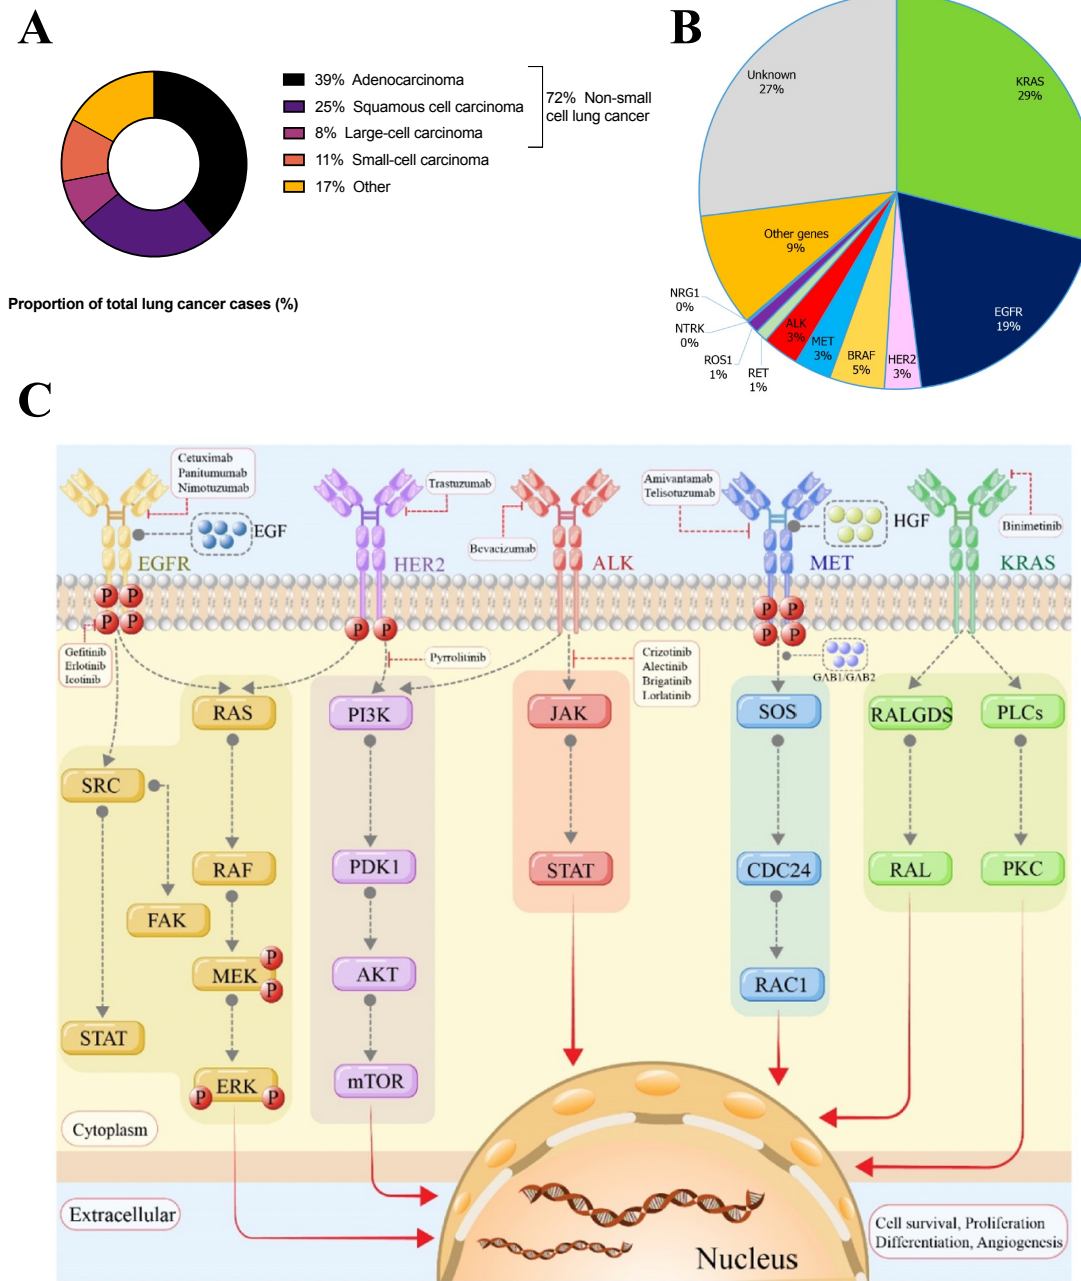 A
39% Adenocarcinoma
25% Squamous cell carcinoma
8% Large-cell carcinoma
11% Small-cell carcinoma
17% Other
72% Non-small
cell lung cancer
Proportion of total lung cancer cases (%)
B
Unknown
27%
KRAS
29%
Other genes
9%
EGFR
19%
NRG1
0%
NTRK
0%
ROS1
1%
RET
1%
ALK
3%
MET
3%
BRAF
5%
HER2
3%
C
Cetuximab
Panitumumab
Nimotuzumab
EGF
EGFR
Trastuzumab
HER2
Bevacizumab
ALK
Amivantamab
Telisotuzumab
HGF
MET
Binimetinib
KRAS
P P
P P
P P
P P
P P
Gefitinib
Erlotinib
Icotinib
Pyrrolitinib
Crizotinib
Alectinib
Brigatinib
Lorlatinib
GAB1/GAB2
RAS
PI3K
JAK
SOS
RALGDS
PLCs
SRC
RAF
PDK1
STAT
CDC24
RAL
PKC
FAK
MEK
P
P
AKT
RAC1
STAT
ERK
P P
mTOR
Cytoplasm
Extracellular
Cell survival, Proliferation
Differentiation, Angiogenesis
Nucleus